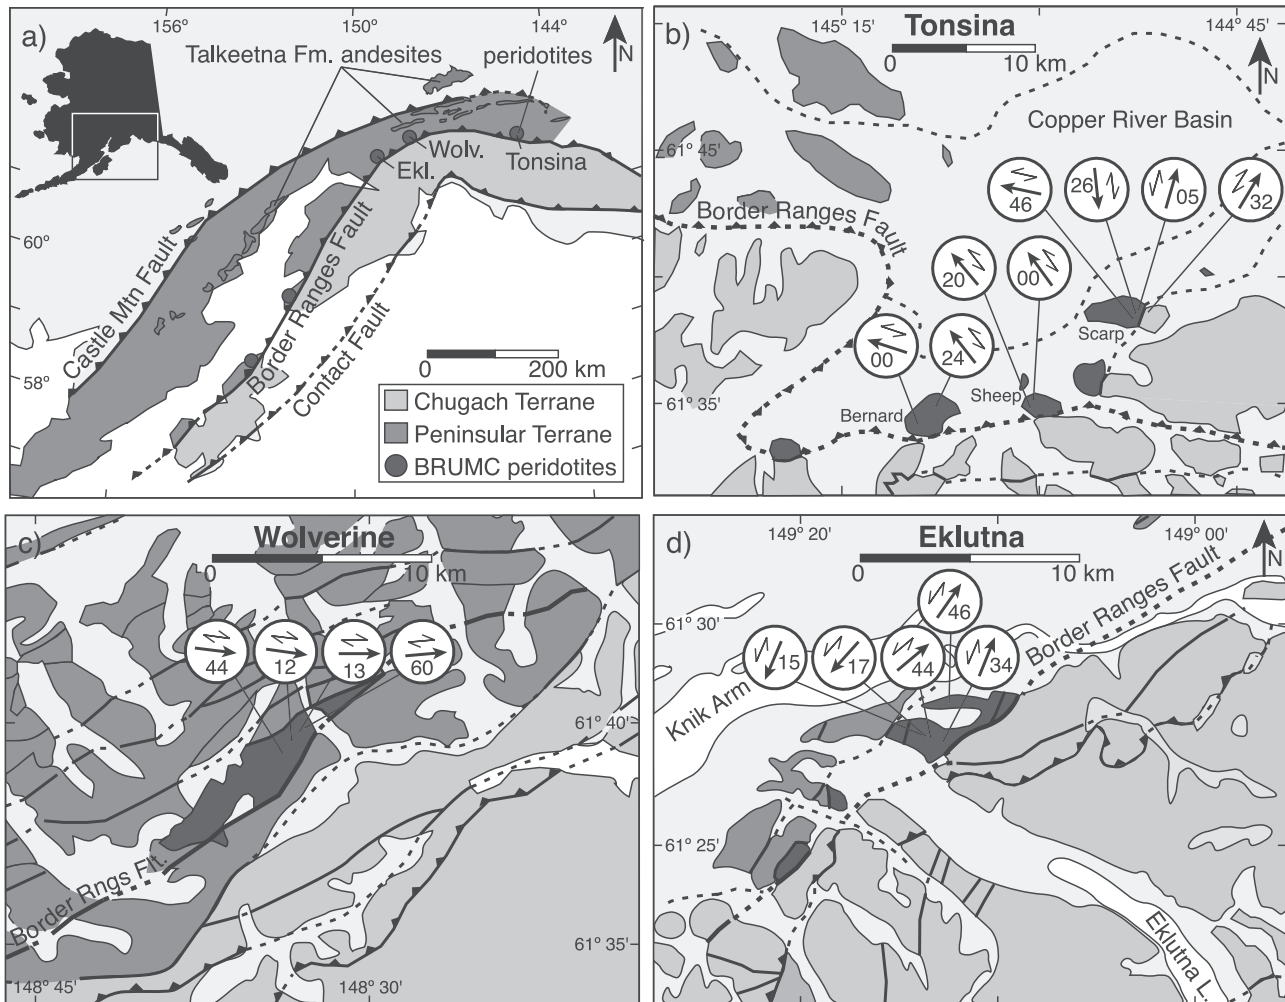 a)
156°
150°
144°
N
Talkeetna Fm. andesites
peridotites
Wolv.
Ekl.
Tonsina
60°
58°
Castle Mtn Fault
Border Ranges Fault
Contact Fault
0
200 km
Chugach Terrane
Peninsular Terrane
BRUMC peridotites
b)
145° 15'
Tonsina
144° 45'
0
10 km
N
Copper River Basin
61° 45'
Border Ranges Fault
46
26
05
32
20
00
00
24
Scarp
Sheep
Bernard
61° 35'
c)
Wolverine
0
10 km
44
12
13
60
61° 40'
Border Rngs Flt.
61° 35'
148° 45'
148° 30'
d)
149° 20'
Eklutna
149° 00'
0
10 km
N
Border Ranges Fault
61° 30'
46
15
17
44
34
Knik Arm
61° 25'
Eklutna L.